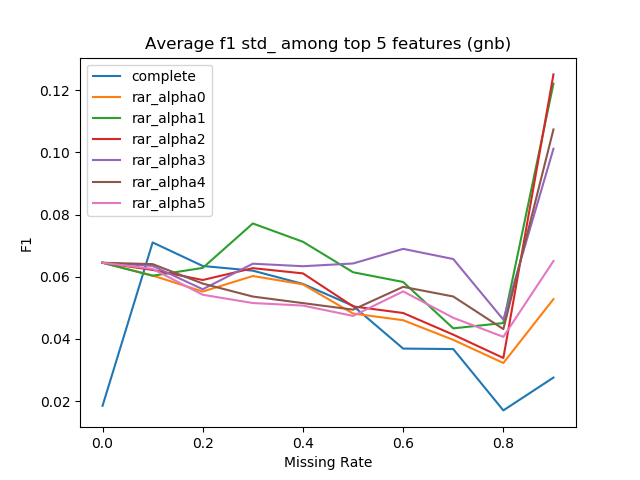 Average f1 std_ among top 5 features (gnb)
complete
rar_alpha0
rar_alpha1
rar_alpha2
rar_alpha3
rar_alpha4
rar_alpha5
0.12
0.10
0.08
0.06
0.04
0.02
F1
0.0 0.2 0.4 0.6 0.8
Missing Rate